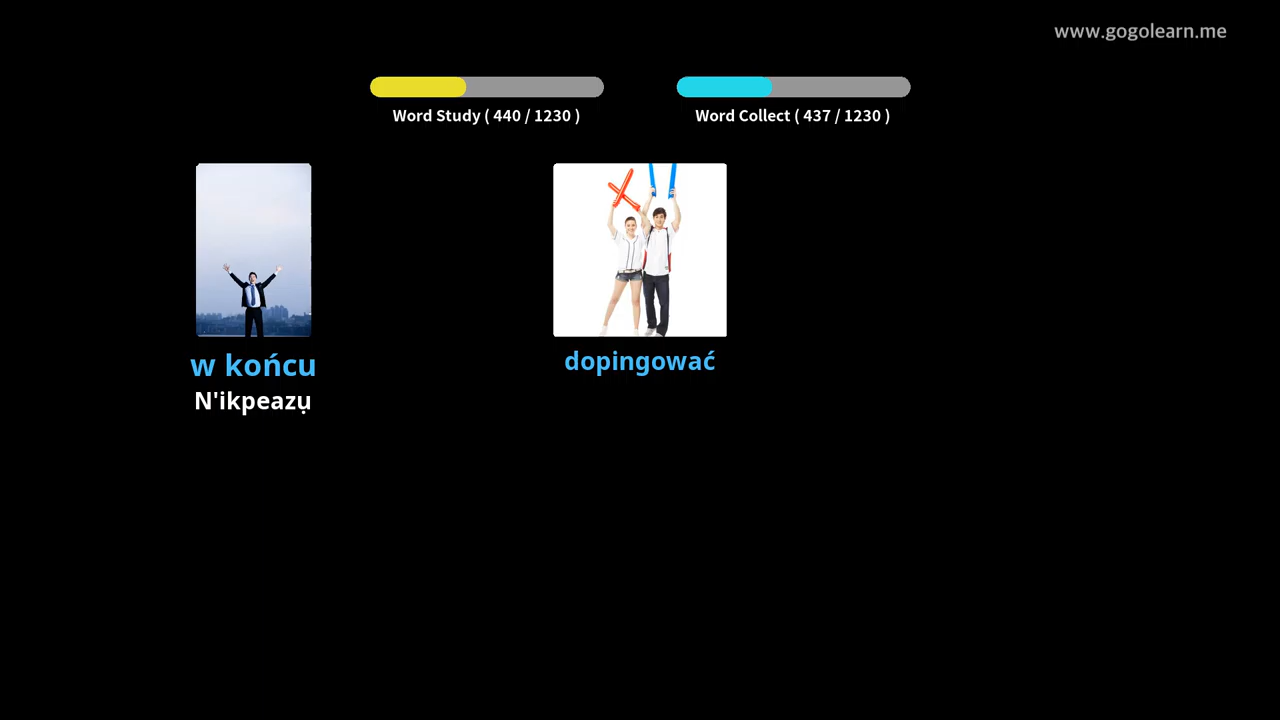 www.gogolearn.me
Word Study ( 440 / 1230 )
Word Collect ( 437 / 1230 )
w końcu
N'ikpeazụ
dopingować